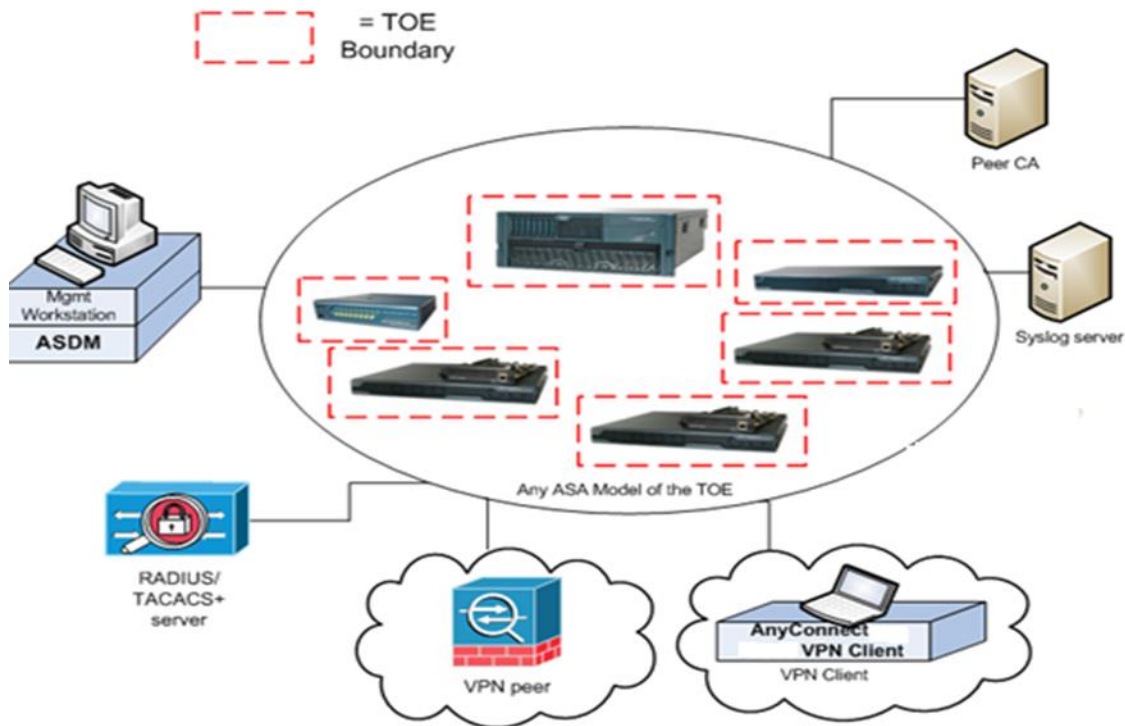 = TOE
Boundary
Peer CA
Mgmt
Workstation
ASDM
Syslog server
Any ASA Model of the TOE
RADIUS/
TACACS+
server
VPN peer
AnyConnect
VPN Client
VPN Client